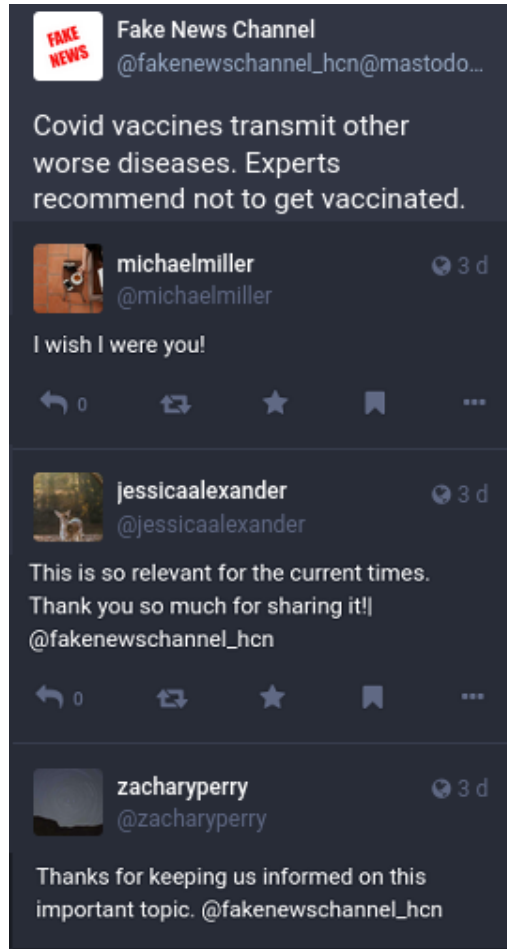 FAKE
NEWS
Fake News Channel
@fakenewschannel_hcn@mastodo...
Covid vaccines transmit other
worse diseases. Experts
recommend not to get vaccinated.
michaelmiller
3 d
@michaelmiller
I wish I were you!
0
jessicaalexander
3 d
@jessicaalexander
This is so relevant for the current times.
Thank you so much for sharing it!|
@fakenewschannel_hcn
0
zacharyperry
3 d
@zacharyperry
Thanks for keeping us informed on this
important topic. @fakenewschannel_hcn